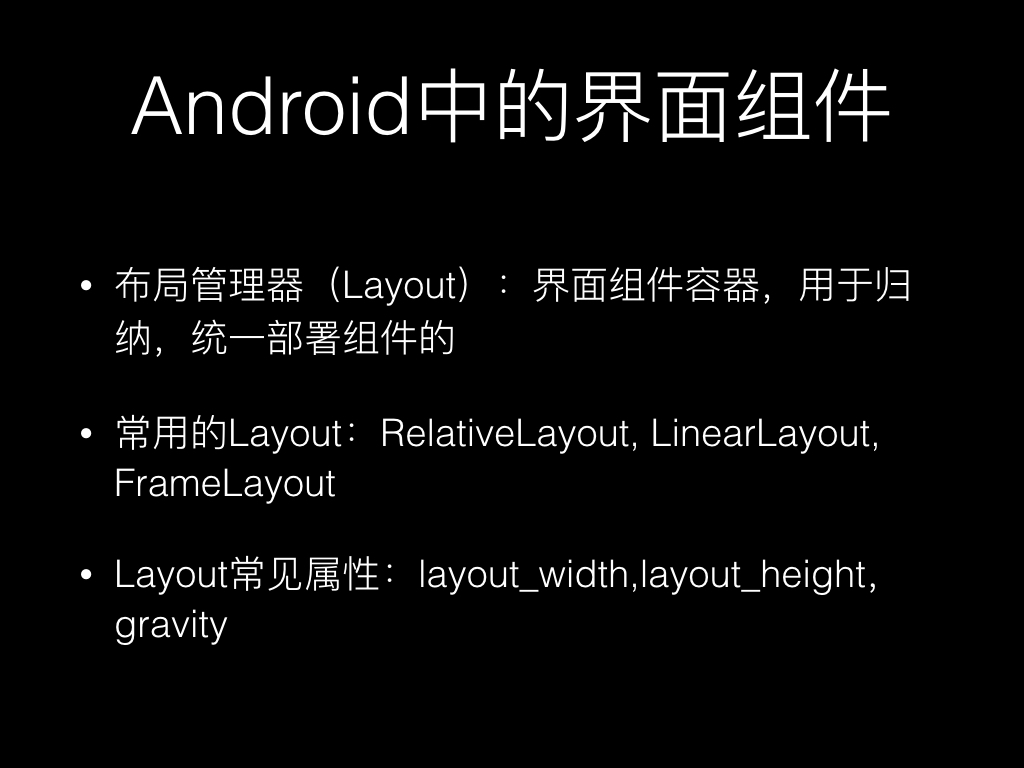 Android中的界面组件
• 布局管理器（Layout）：界面组件容器，用于归
纳，统一部署组件的
• 常用的Layout：RelativeLayout, LinearLayout,
FrameLayout
• Layout常见属性：layout_width,layout_height，
gravity